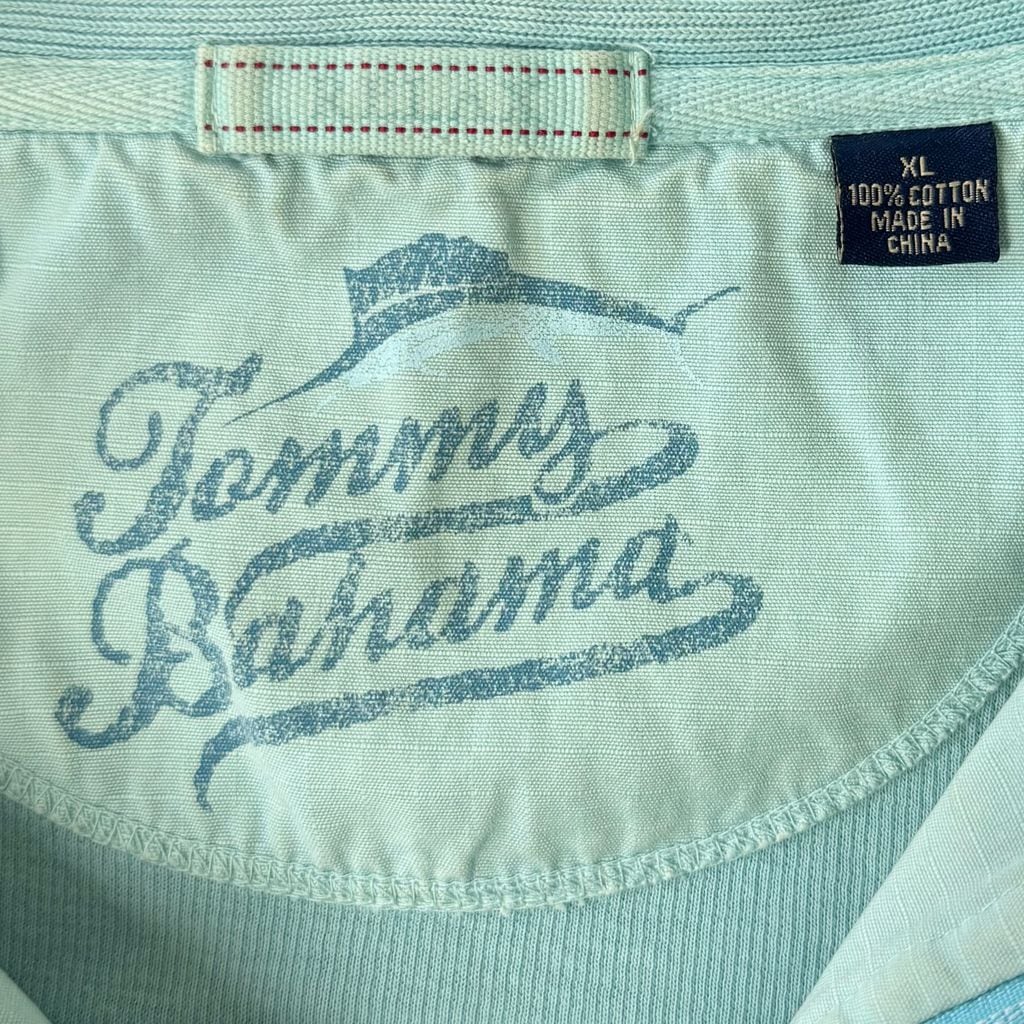 XL
100% COTTON
MADE IN
CHINA
Tommy
Bahama